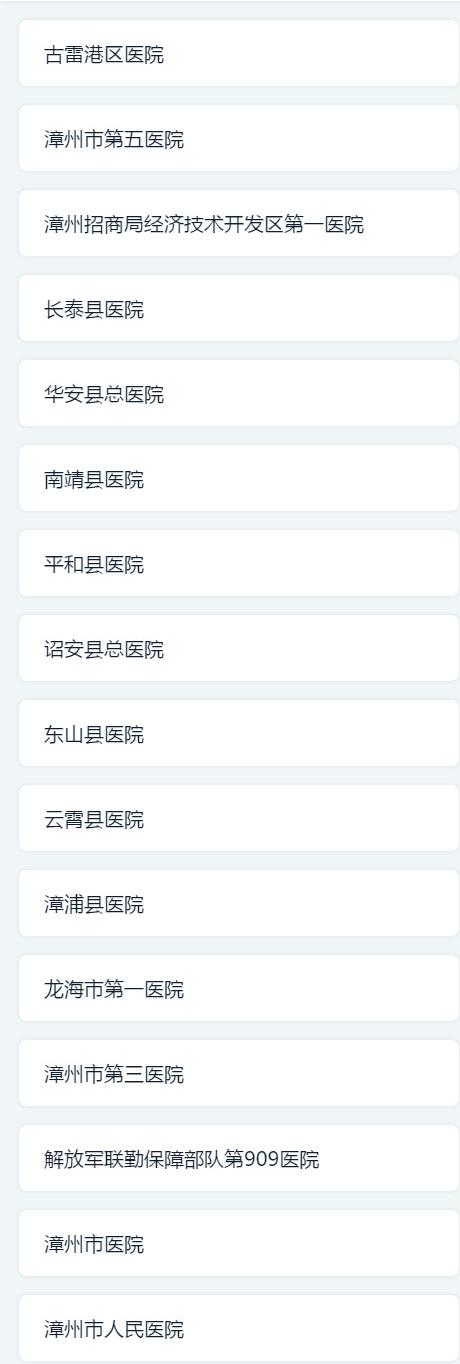 古雷港区医院
漳州市第五医院
漳州招商局经济技术开发区第一医院
长泰县医院
华安县总医院
南靖县医院
平和县医院
诏安县总医院
东山县医院
云霄县医院
漳浦县医院
龙海市第一医院
漳州市第三医院
解放军联勤保障部队第909医院
漳州市医院
漳州市人民医院